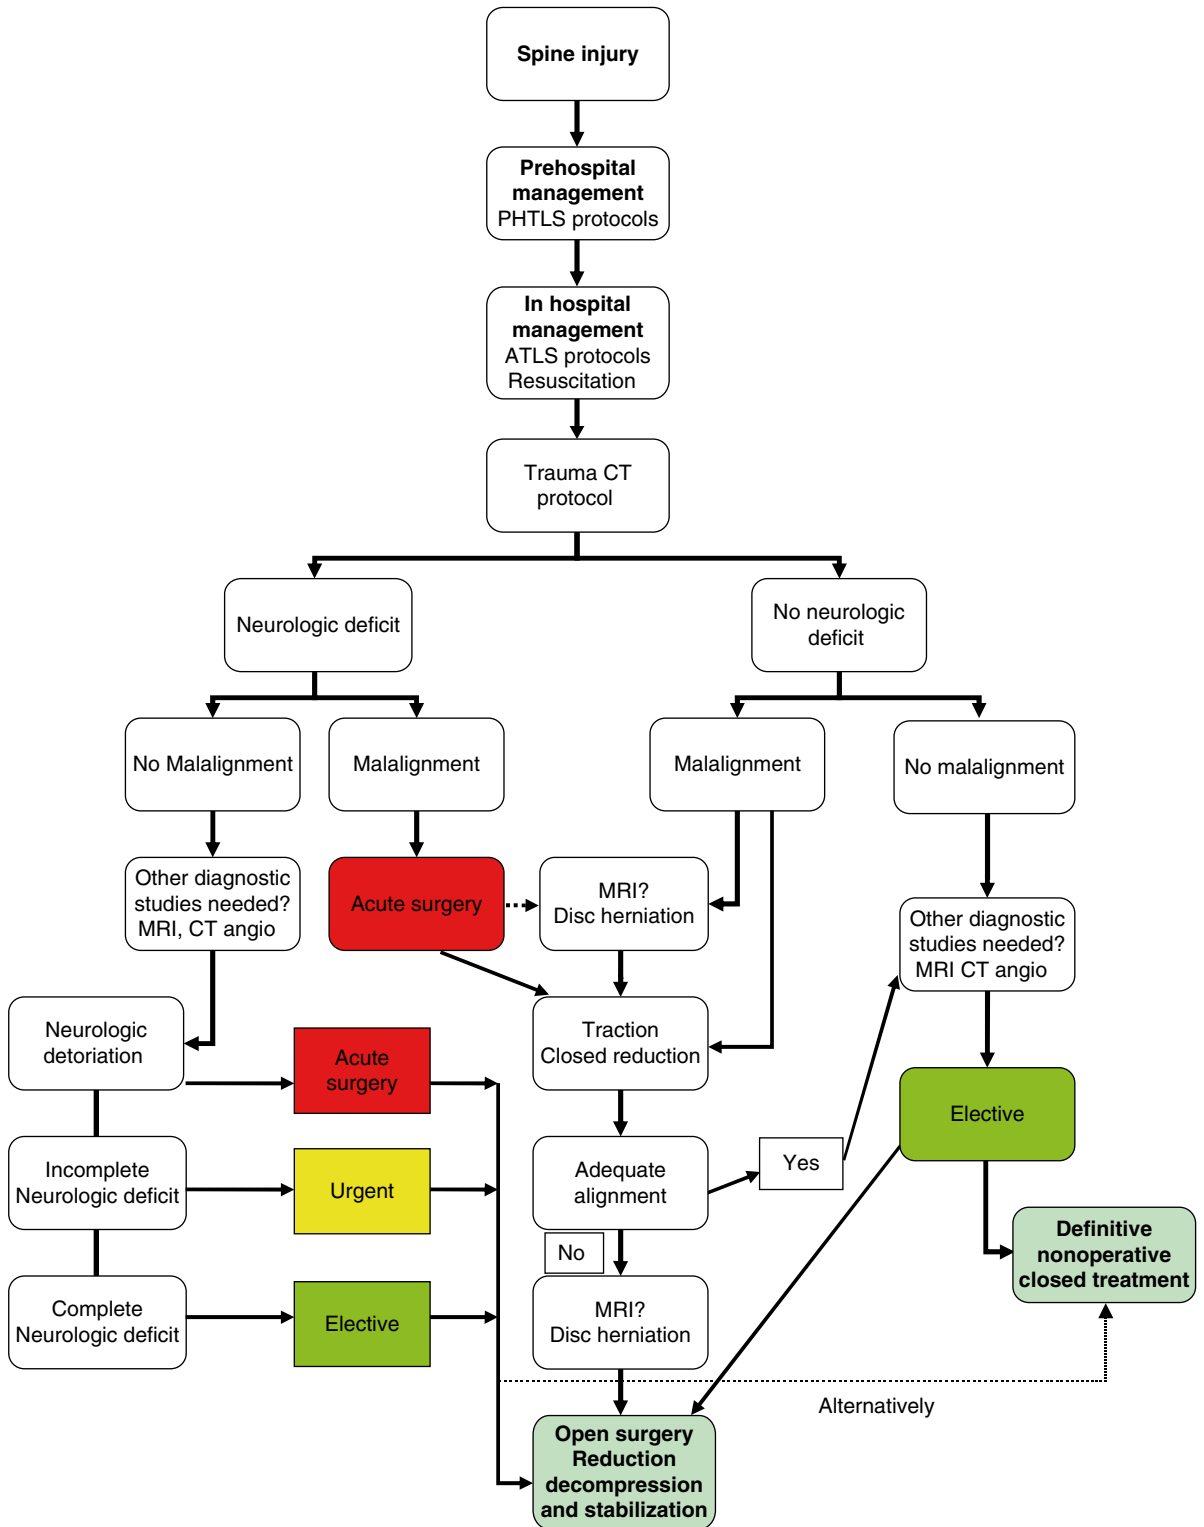 Spine injury
Prehospital
management
PHTLS protocols
In hospital
management
ATLS protocols
Resuscitation
Trauma CT
protocol
Neurologic deficit
No neurologic
deficit
No Malalignment
Malalignment
Malalignment
No malalignment
Other diagnostic
studies needed?
MRI, CT angio
Acute surgery
MRI?
Disc herniation
Other diagnostic
studies needed?
MRI CT angio
Neurologic
detoriation
Acute
surgery
Traction
Closed reduction
Elective
Incomplete
Neurologic deficit
Urgent
Adequate
alignment
Yes
No
Definitive
nonoperative
closed treatment
Complete
Neurologic deficit
Elective
MRI?
Disc herniation
Alternatively
Open surgery
Reduction
decompression
and stabilization